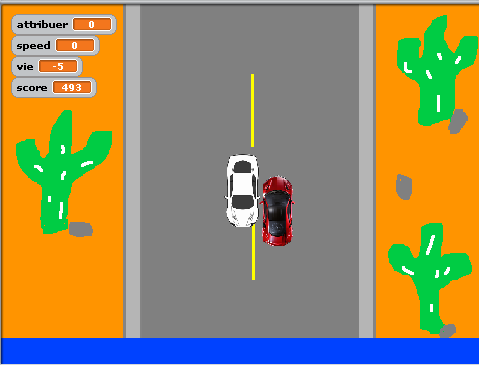 attribuer 0
speed 0
vie -5
score 493